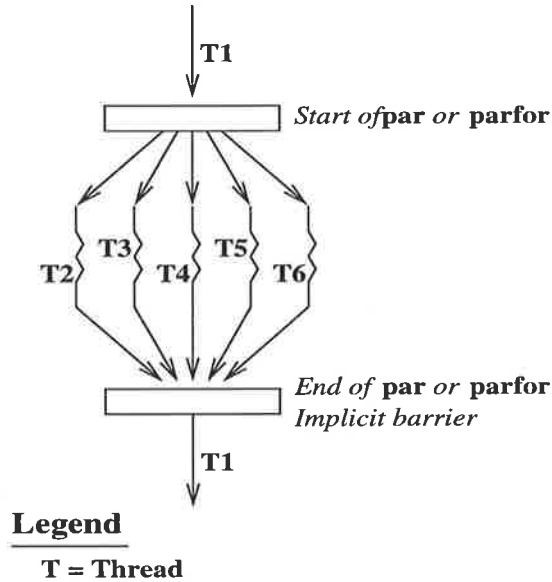 T1
Start ofpar or parfor
T2
T3
T4
T5
T6
End of par or parfor
Implicit barrier
T1
Legend
T = Thread